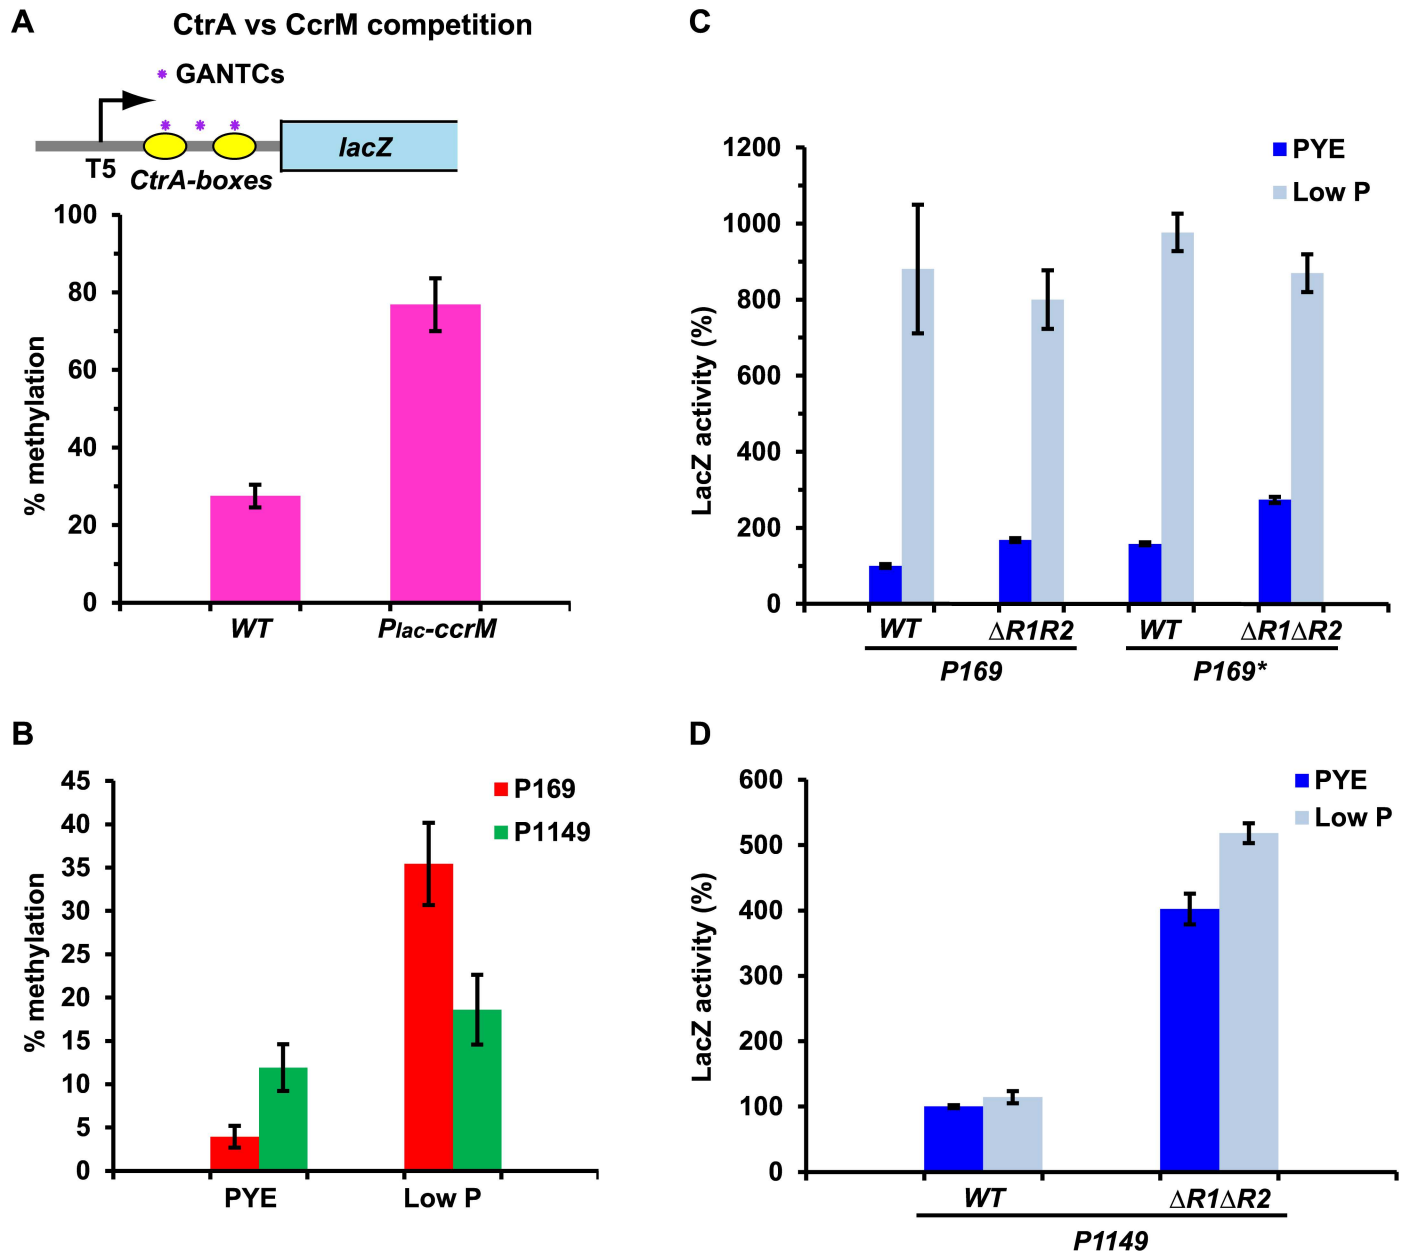 A
CtrA vs CcrM competition
* GANTCs
* * *
T5
CtrA-boxes
lacZ
% methylation
100
80
60
40
20
0
WT
Plac-ccrM
B
% methylation
45
40
35
30
25
20
15
10
5
0
P169
P1149
PYE
Low P
C
LacZ activity (%)
1200
1000
800
600
400
200
0
PYE
Low P
WT
ΔR1R2
WT
ΔR1ΔR2
P169
P169*
D
LacZ activity (%)
600
500
400
300
200
100
0
PYE
Low P
WT
ΔR1ΔR2
P1149